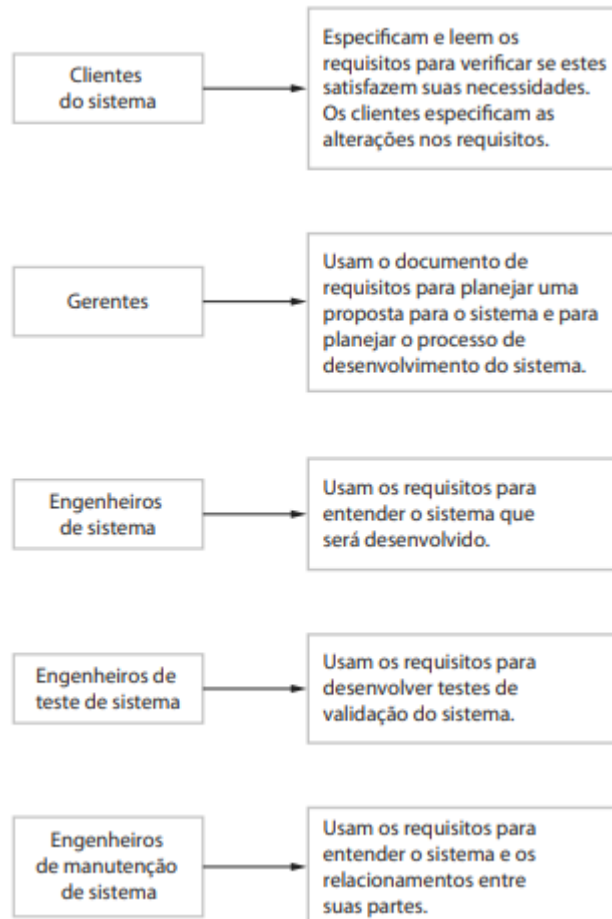 Clientes
do sistema
Especificam e leem os
requisitos para verificar se estes
satisfazem suas necessidades.
Os clientes especificam as
alterações nos requisitos.
Gerentes
Usam o documento de
requisitos para planejar uma
proposta para o sistema e para
planejar o processo de
desenvolvimento do sistema.
Engenheiros
de sistema
Usam os requisitos para
entender o sistema que
será desenvolvido.
Engenheiros de
teste de sistema
Usam os requisitos para
desenvolver testes de
validação do sistema.
Engenheiros
de manutenção
de sistema
Usam os requisitos para
entender o sistema e os
relacionamentos entre
suas partes.